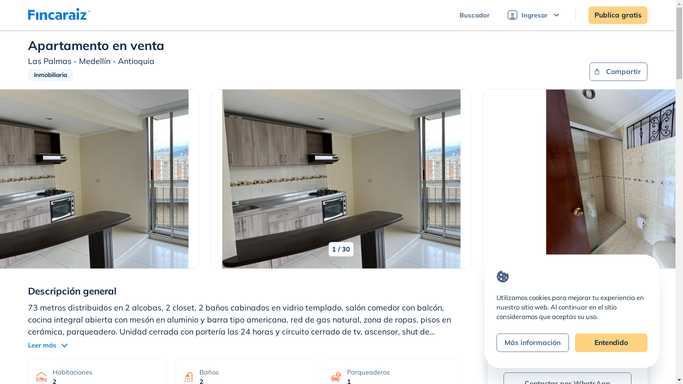 Fincaraiz
Buscador
Ingresar
Publica gratis
Apartamento en venta
Las Palmas - Medellín - Antioquia
Inmobiliaria
Compartir
1 / 30
Descripción general
73 metros distribuidos en 2 alcobas, 2 closet, 2 baños cabinados en vidrio templado, salón comedor con balcón,
cocina integral abierta con mesón en aluminio y barra tipo americana, red de gas natural, zona de ropas, pisos en
cerámica, parqueadero. Unidad cerrada con portería las 24 horas y circuito cerrado de tv, ascensor, shut de...
Leer más
Habitaciones
2
Baños
2
Parqueaderos
1
Utilizamos cookies para mejorar tu experiencia en
nuestro sitio web. Al continuar en el sitio
consideramos que aceptas su uso.
Más información
Entendido
Contactar por WhatsApp